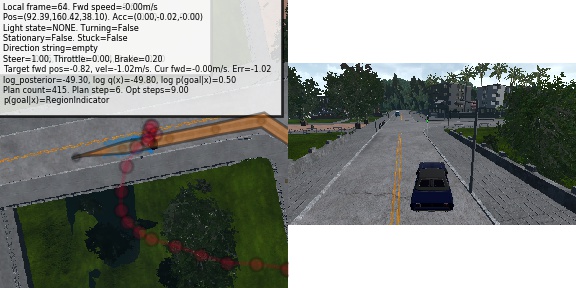 Local frame=64. Fwd speed=-0.00m/s
Pos=(92.39,160.42,38.10). Acc=(0.00,-0.02,-0.00)
Light state=NONE. Turning=False
Stationary=False. Stuck=False
Direction string=empty
Steer=1.00, Throttle=0.00, Brake=0.20
Target fwd pos=-0.82, vel=-1.02m/s. Cur fwd=-0.00m/s. Err=-1.02
log_posterior=-49.30, log q(x)=-49.80, log p(goal|x)=0.50
Plan count=415. Plan step=6. Opt steps=9.00
p(goal|x)=RegionIndicator